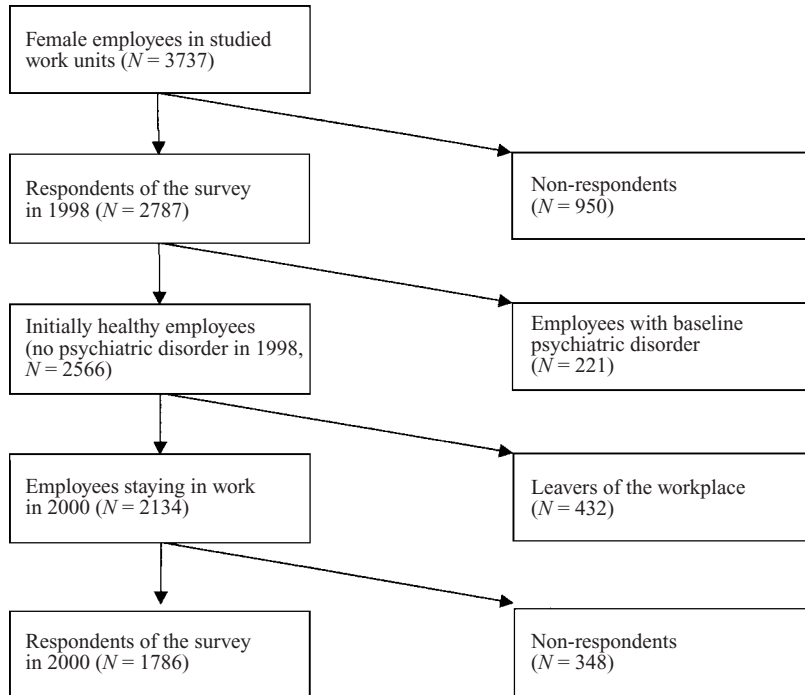 Female employees in studied
work units (N = 3737)
Respondents of the survey
in 1998 (N = 2787)
Non-respondents
(N = 950)
Initially healthy employees
(no psychiatric disorder in 1998,
N = 2566)
Employees with baseline
psychiatric disorder
(N = 221)
Employees staying in work
in 2000 (N = 2134)
Leavers of the workplace
(N = 432)
Respondents of the survey
in 2000 (N = 1786)
Non-respondents
(N = 348)